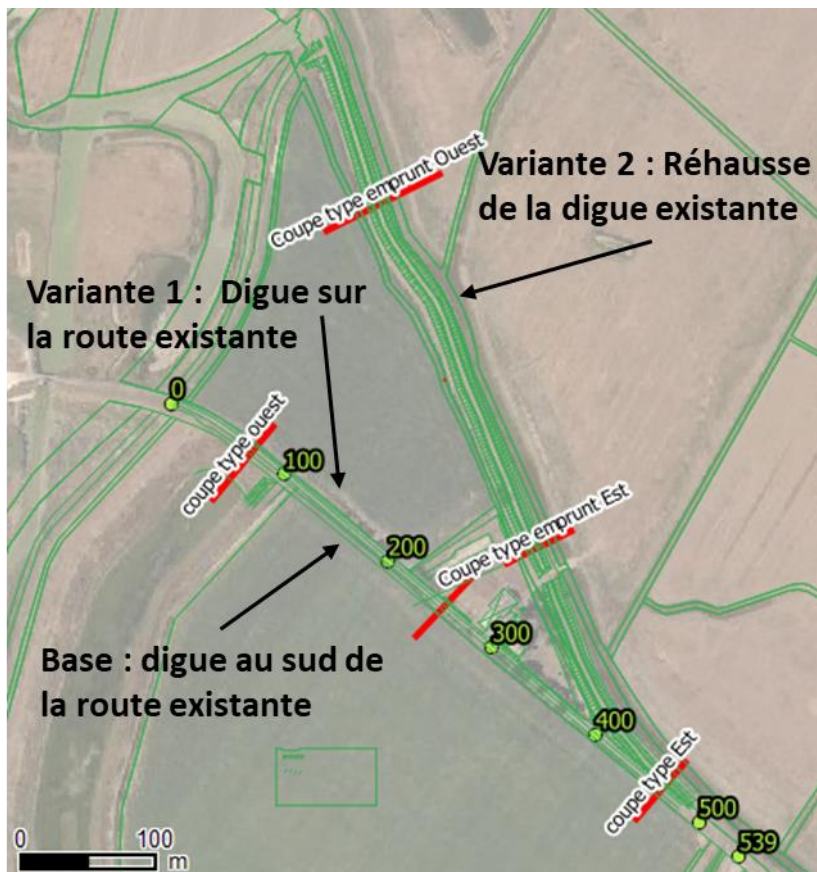 Coupe type emprunt Ouest
Variante 2 : Réhausse
de la digue existante
Variante 1 : Digue sur
la route existante
0
coupe type ouest
100
200
Coupe type emprunt Est
300
Base : digue au sud de
la route existante
400
coupe type Est
500
539
0 100
m